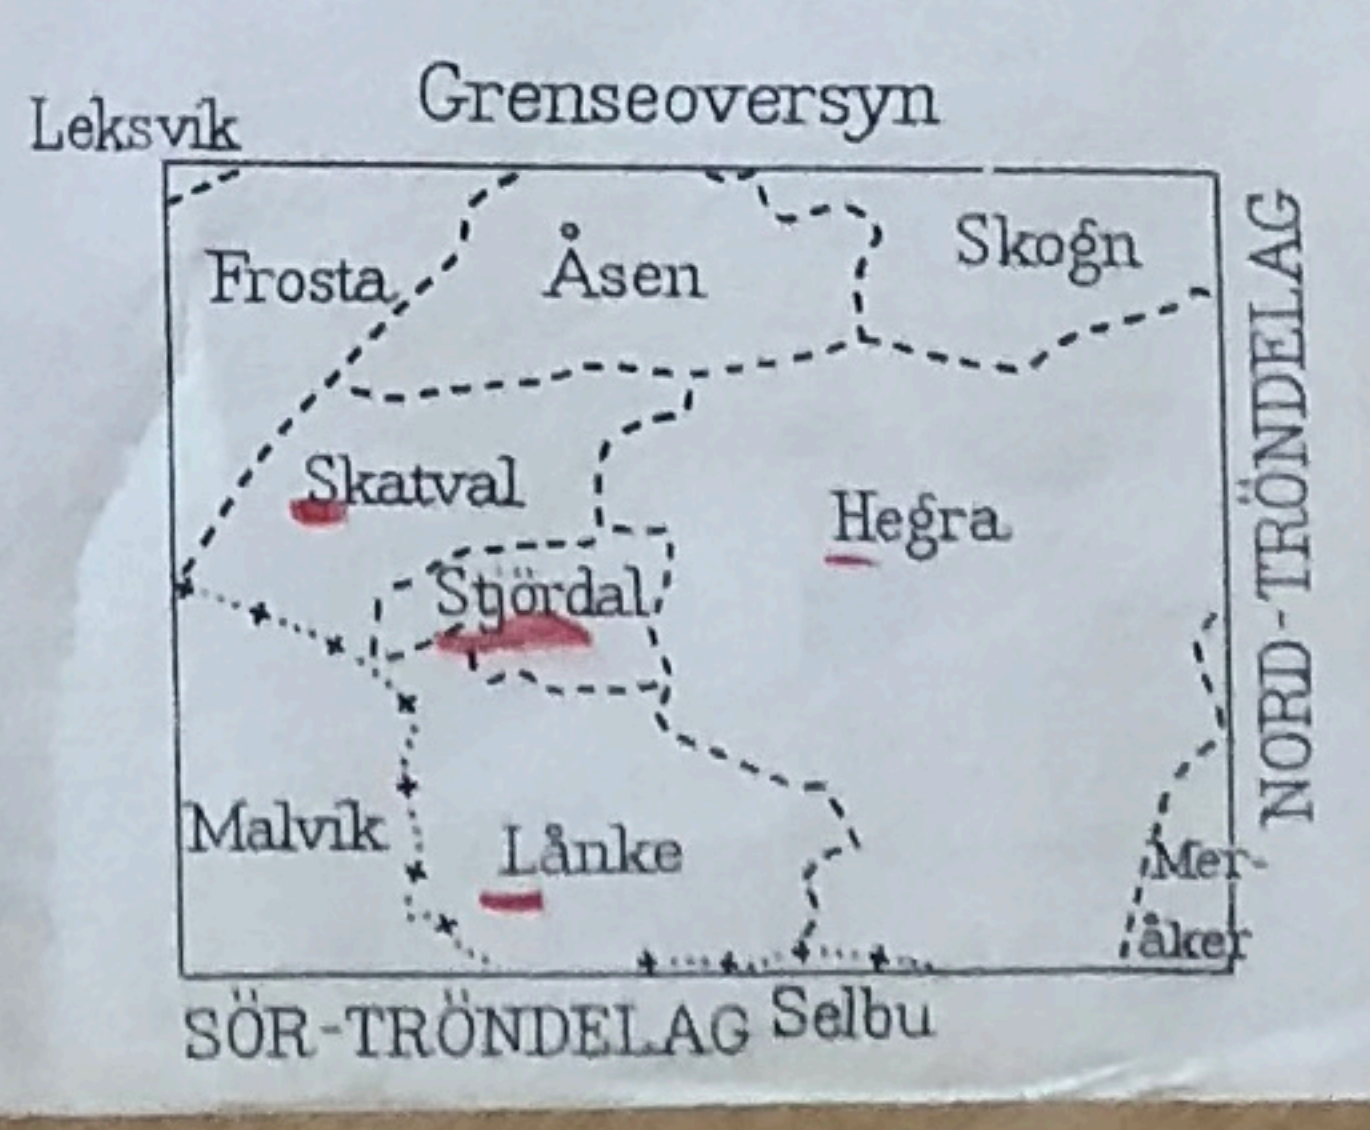 Grenseoversyn
Leksvik
Frosta
Åsen
Skogn
Skatval
Hegra
Stjördal
Malvik
Lånke
Mer-
åker
SÖR-TRÖNDELAG Selbu
NORD-TRÖNDELAG